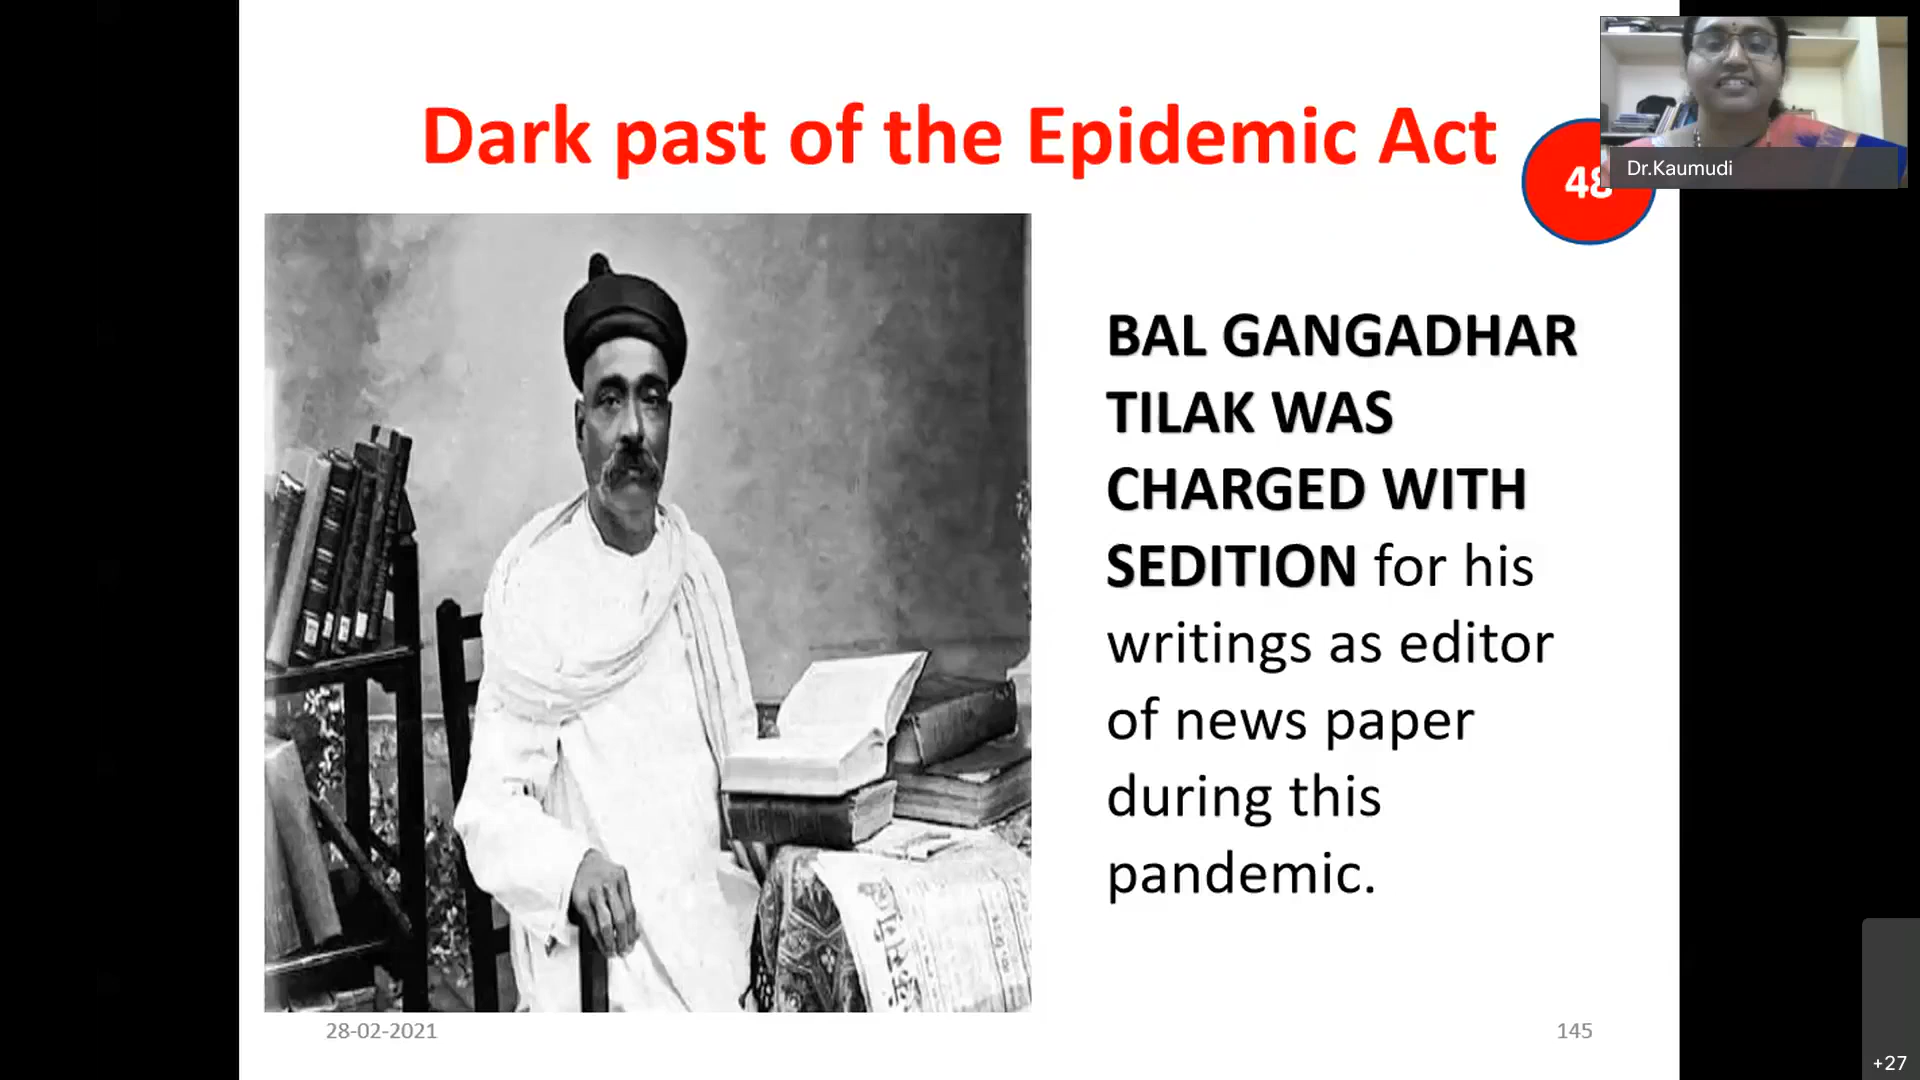 Dark past of the Epidemic Act
48
Dr.Kaumudi
BAL GANGADHAR
TILAK WAS
CHARGED WITH
SEDITION for his
writings as editor
of news paper
during this
pandemic.
28-02-2021
145
+27